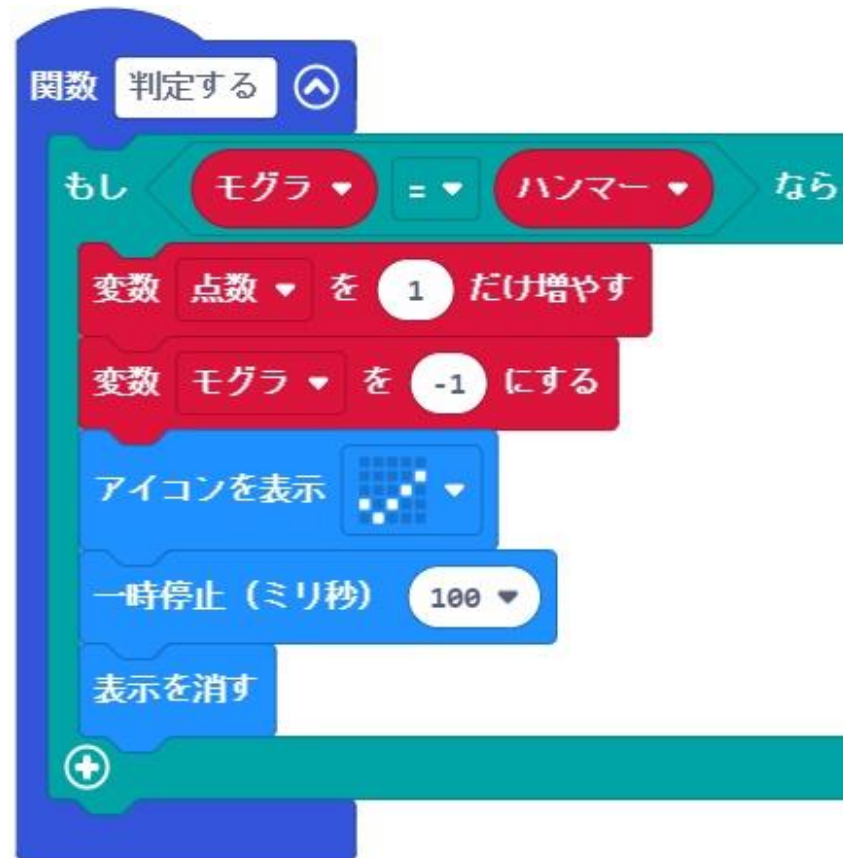 関数 判定する
もし モグラ = ハンマー なら
変数 点数 を 1 だけ増やす
変数 モグラ を -1 にする
アイコンを表示
一時停止（ミリ秒） 100
表示を消す